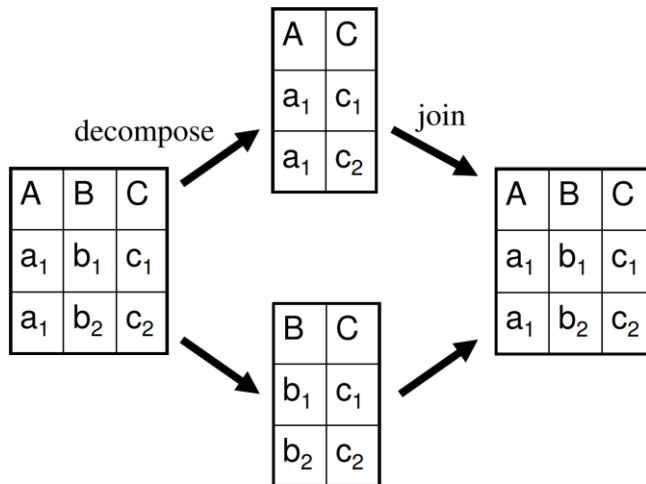 A C
a₁ c₁
a₁ c₂
decompose
join
A B C
a₁ b₁ c₁
a₁ b₂ c₂
B C
b₁ c₁
b₂ c₂
A B C
a₁ b₁ c₁
a₁ b₂ c₂